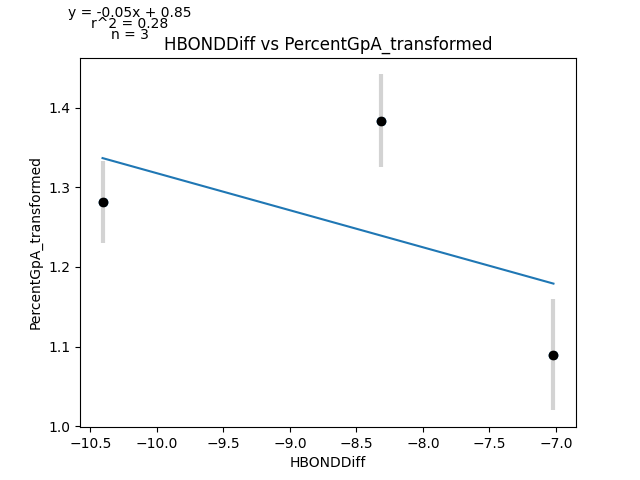 y = -0.05x + 0.85
r^2 = 0.28
n = 3
HBONDDiff vs PercentGpA_transformed
PercentGpA_transformed
1.4
1.3
1.2
1.1
1.0
−10.5 −10.0 −9.5 −9.0 −8.5 −8.0 −7.5 −7.0
HBONDDiff